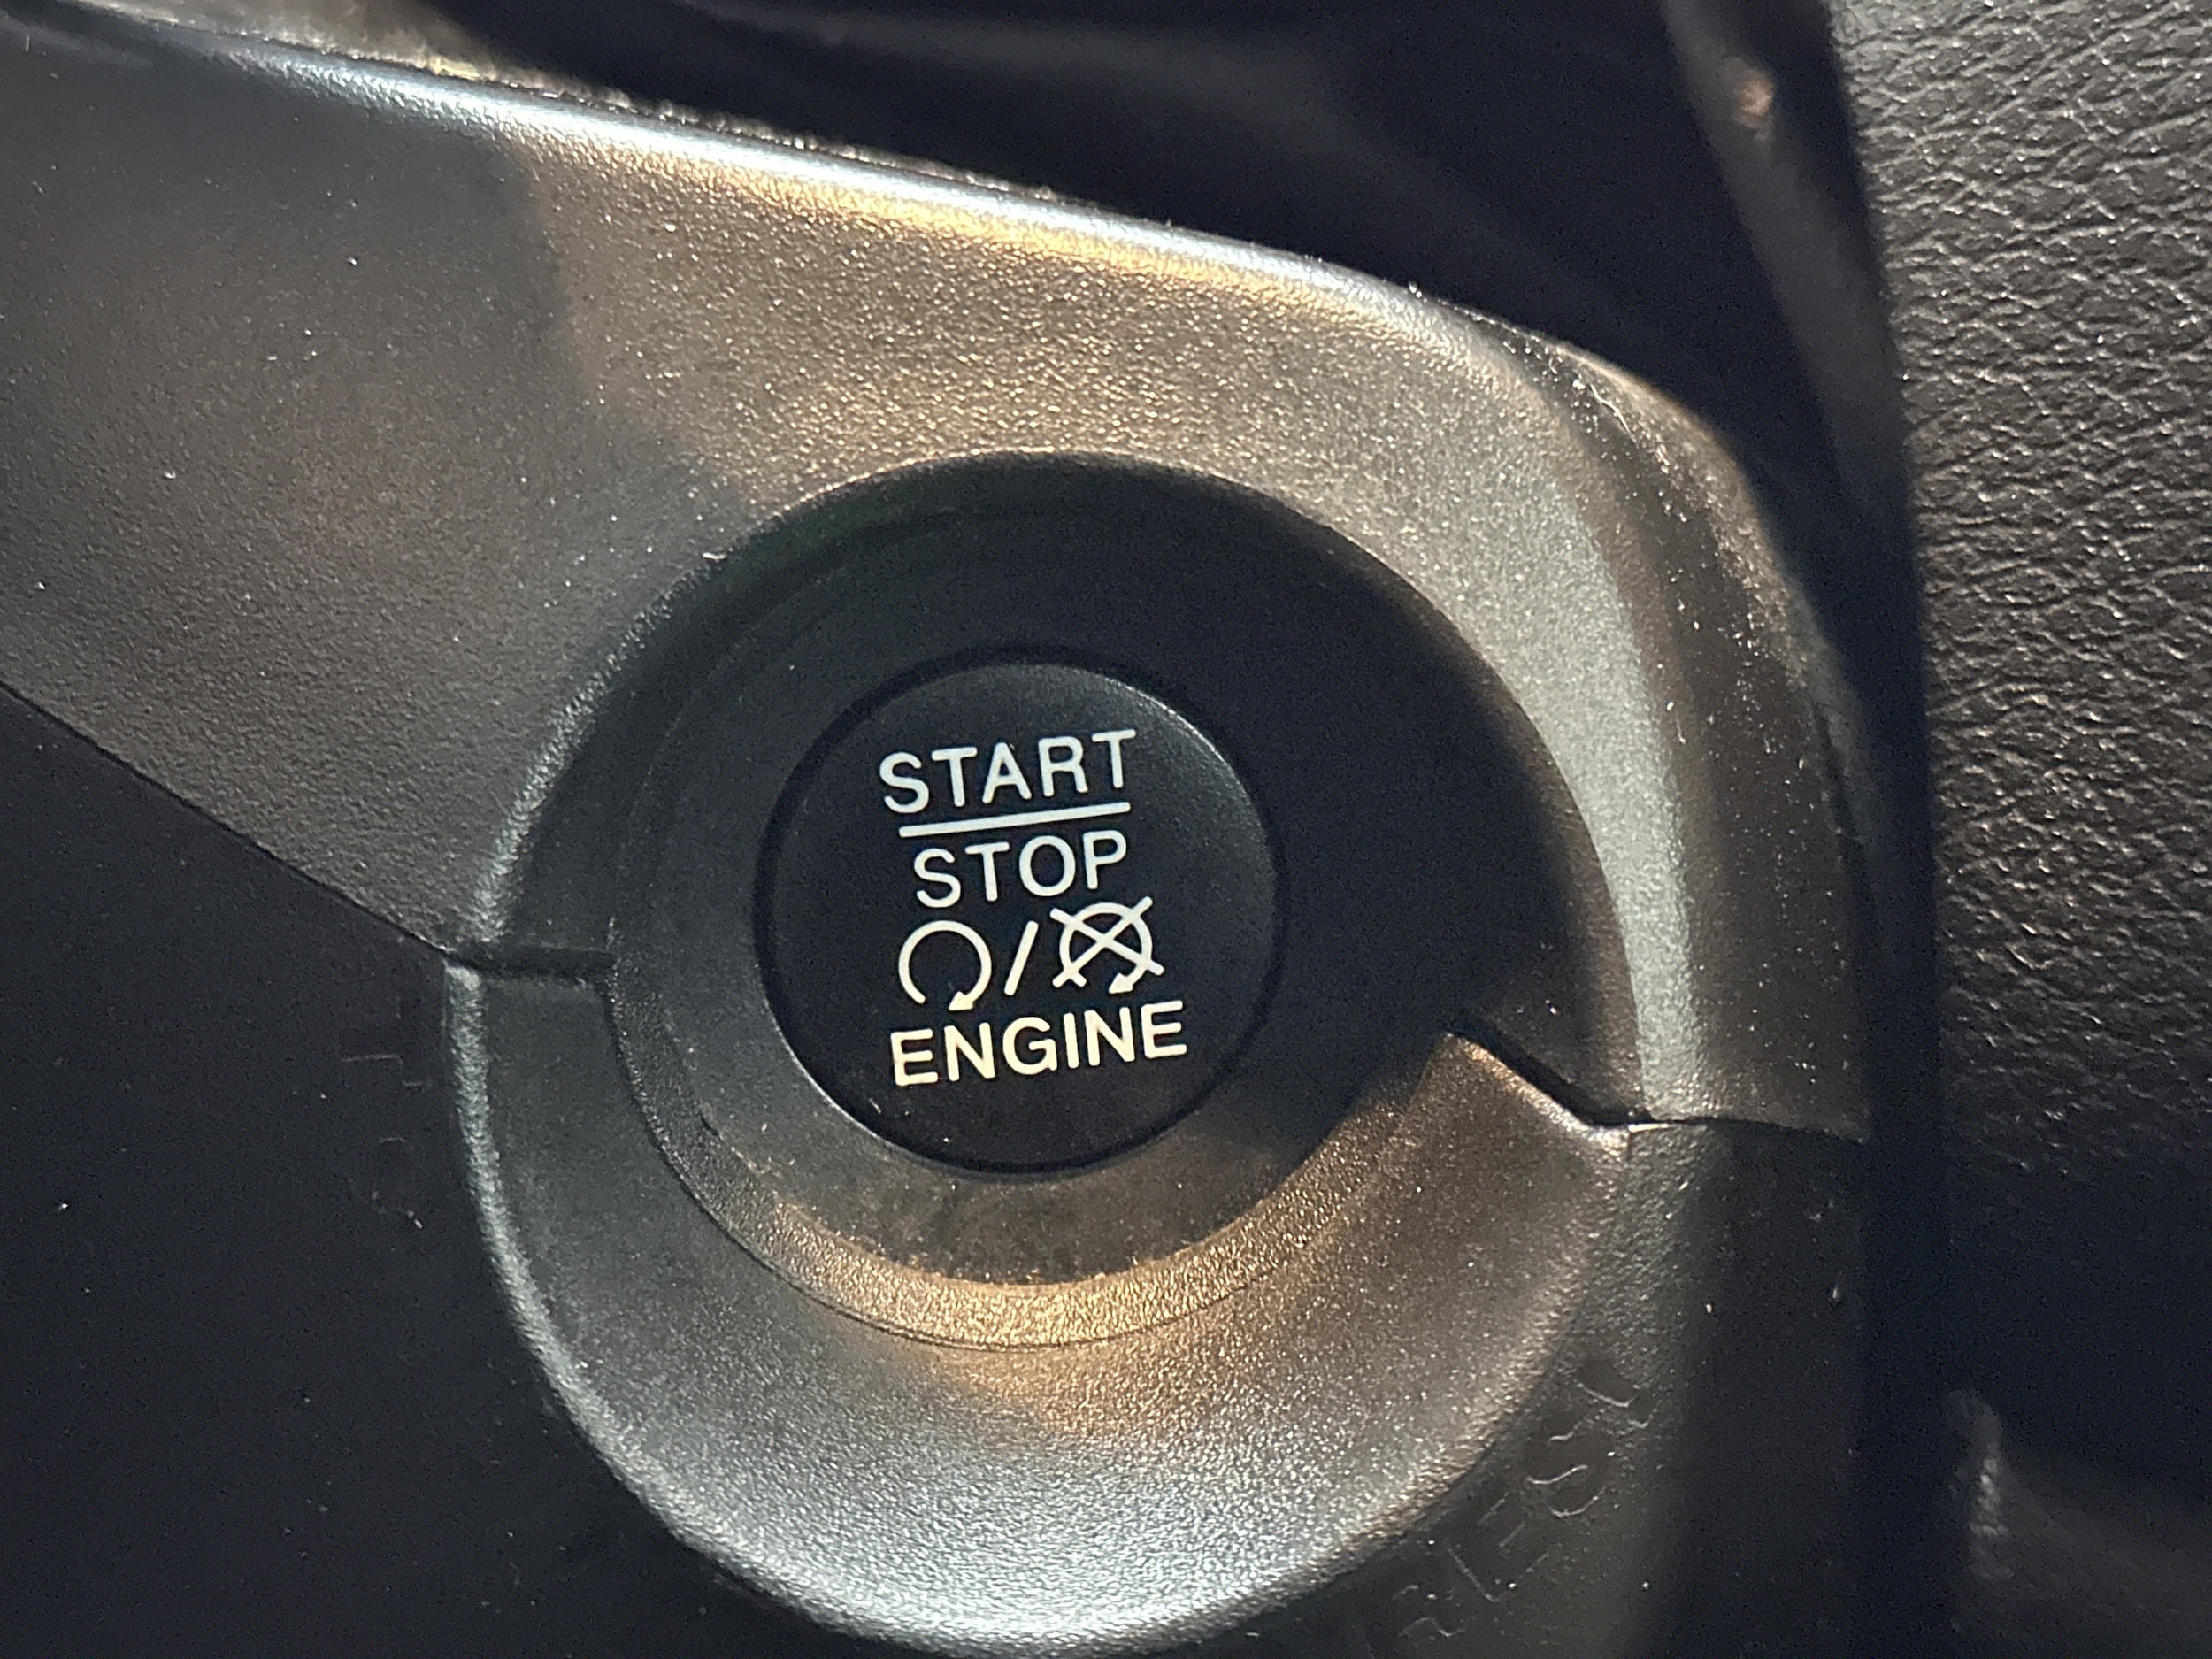 START
STOP
/
ENGINE